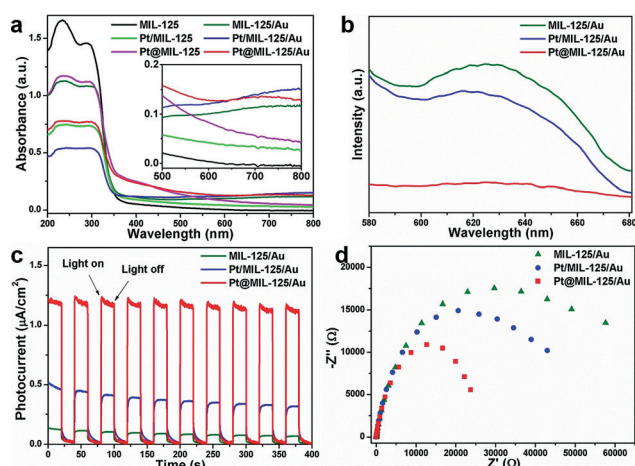 a
MIL-125
Pt/MIL-125
Pt@MIL-125
MIL-125/Au
Pt/MIL-125/Au
Pt@MIL-125/Au
Absorbance (a.u.)
1.5
1.0
0.5
0.0
0.2
0.1
0.0
500 600 700 800
200 300 400 500 600 700 800
Wavelength (nm)
b
MIL-125/Au
Pt/MIL-125/Au
Pt@MIL-125/Au
Intensity (a.u.)
580 600 620 640 660 680
Wavelength (nm)
c
MIL-125/Au
Pt/MIL-125/Au
Pt@MIL-125/Au
Light on
Light off
Photocurrent (µA/cm²)
1.5
1.0
0.5
0.0
0 50 100 150 200 250 300 350 400
Time (s)
d
MIL-125/Au
Pt/MIL-125/Au
Pt@MIL-125/Au
-Z'' (Ω)
20000
15000
10000
5000
0
0 10000 20000 30000 40000 50000 60000
Z' (Ω)